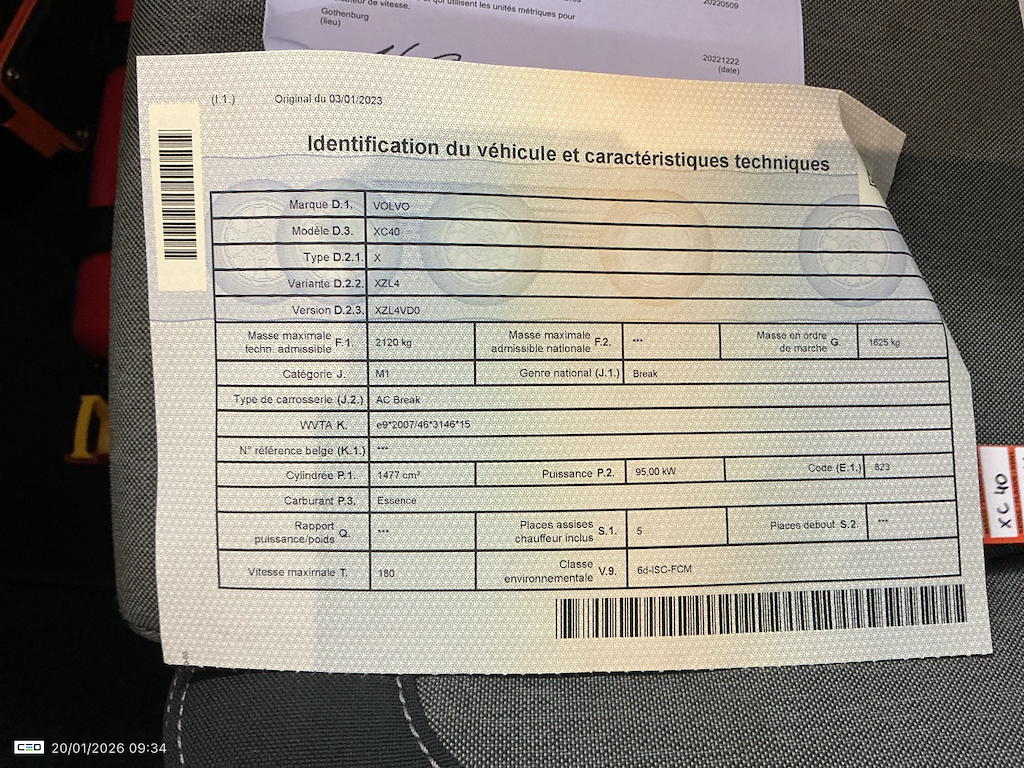 et qui utilisent les unités métriques pour
20220509
Gothenburg
(lieu)
20221222
(date)
(I.1.) Original du 03/01/2023
Identification du véhicule et caractéristiques techniques
Marque D.1. VOLVO
Modèle D.3. XC40
Type D.2.1. X
Variante D.2.2. XZL4
Version D.2.3. XZL4VD0
Masse maximale techn. admissible F.1. 2120 kg Masse maximale admissible nationale F.2. *** Masse en ordre de marche G. 1625 kg
Catégorie J. M1 Genre national (J.1.) Break
Type de carrosserie (J.2.) AC Break
WVTA K. e9*2007/46*3146*15
N° référence belge (K.1.) ***
Cylindrée P.1. 1477 cm³ Puissance P.2. 95,00 kW Code (E.1.) 823
Carburant P.3. Essence
Rapport puissance/poids Q. *** Places assises chauffeur inclus S.1. 5 Places debout S.2. ***
Vitesse maximale T. 180 Classe environnementale V.9. 6d-ISC-FCM
XC 40
CEO 20/01/2026 09:34